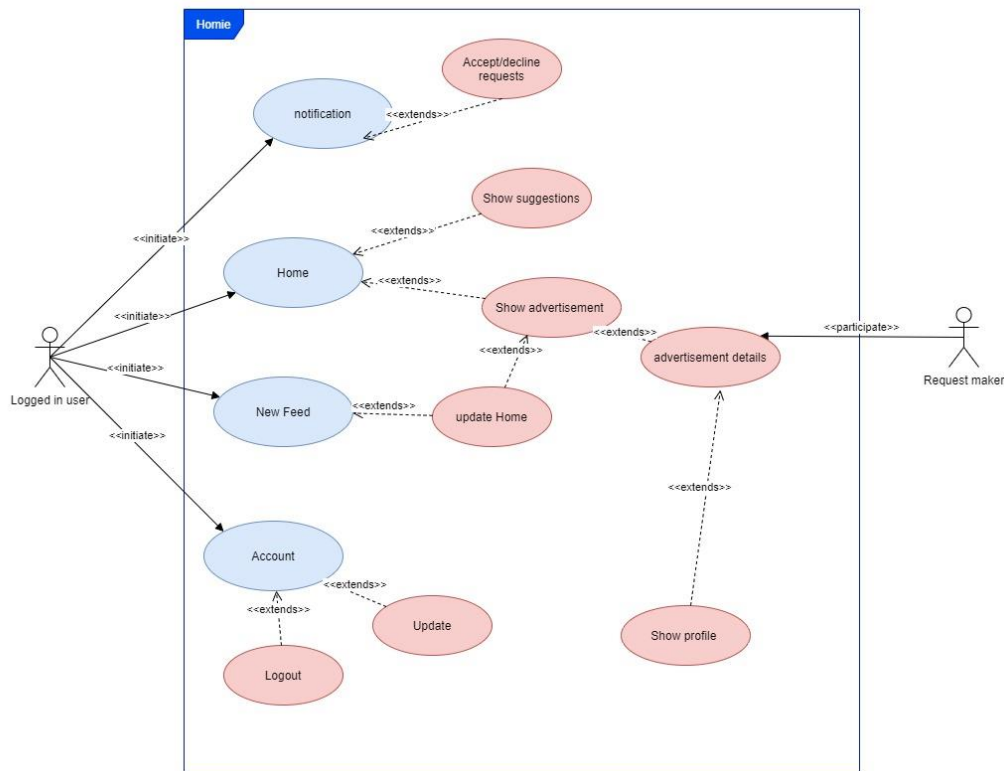 Homie
Accept/decline
requests
notification
<<extends>>
Show suggestions
<<initiate>>
<<extends>>
Home
<<extends>>
Show advertisement
<<initiate>>
<<extends>>
<<participate>>
<<extends>>
advertisement details
<<initiate>>
Request maker
Logged in user
<<extends>>
New Feed
update Home
<<initiate>>
<<extends>>
Account
<<extends>>
<<extends>>
Update
Show profile
Logout